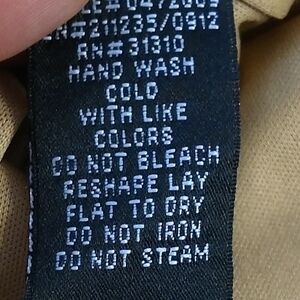 RN#211235/0912
RN#31310
HAND WASH
COLD
WITH LIKE
COLORS
DO NOT BLEACH
RESHAPE LAY
FLAT TO DRY
DO NOT IRON
DO NOT STEAM